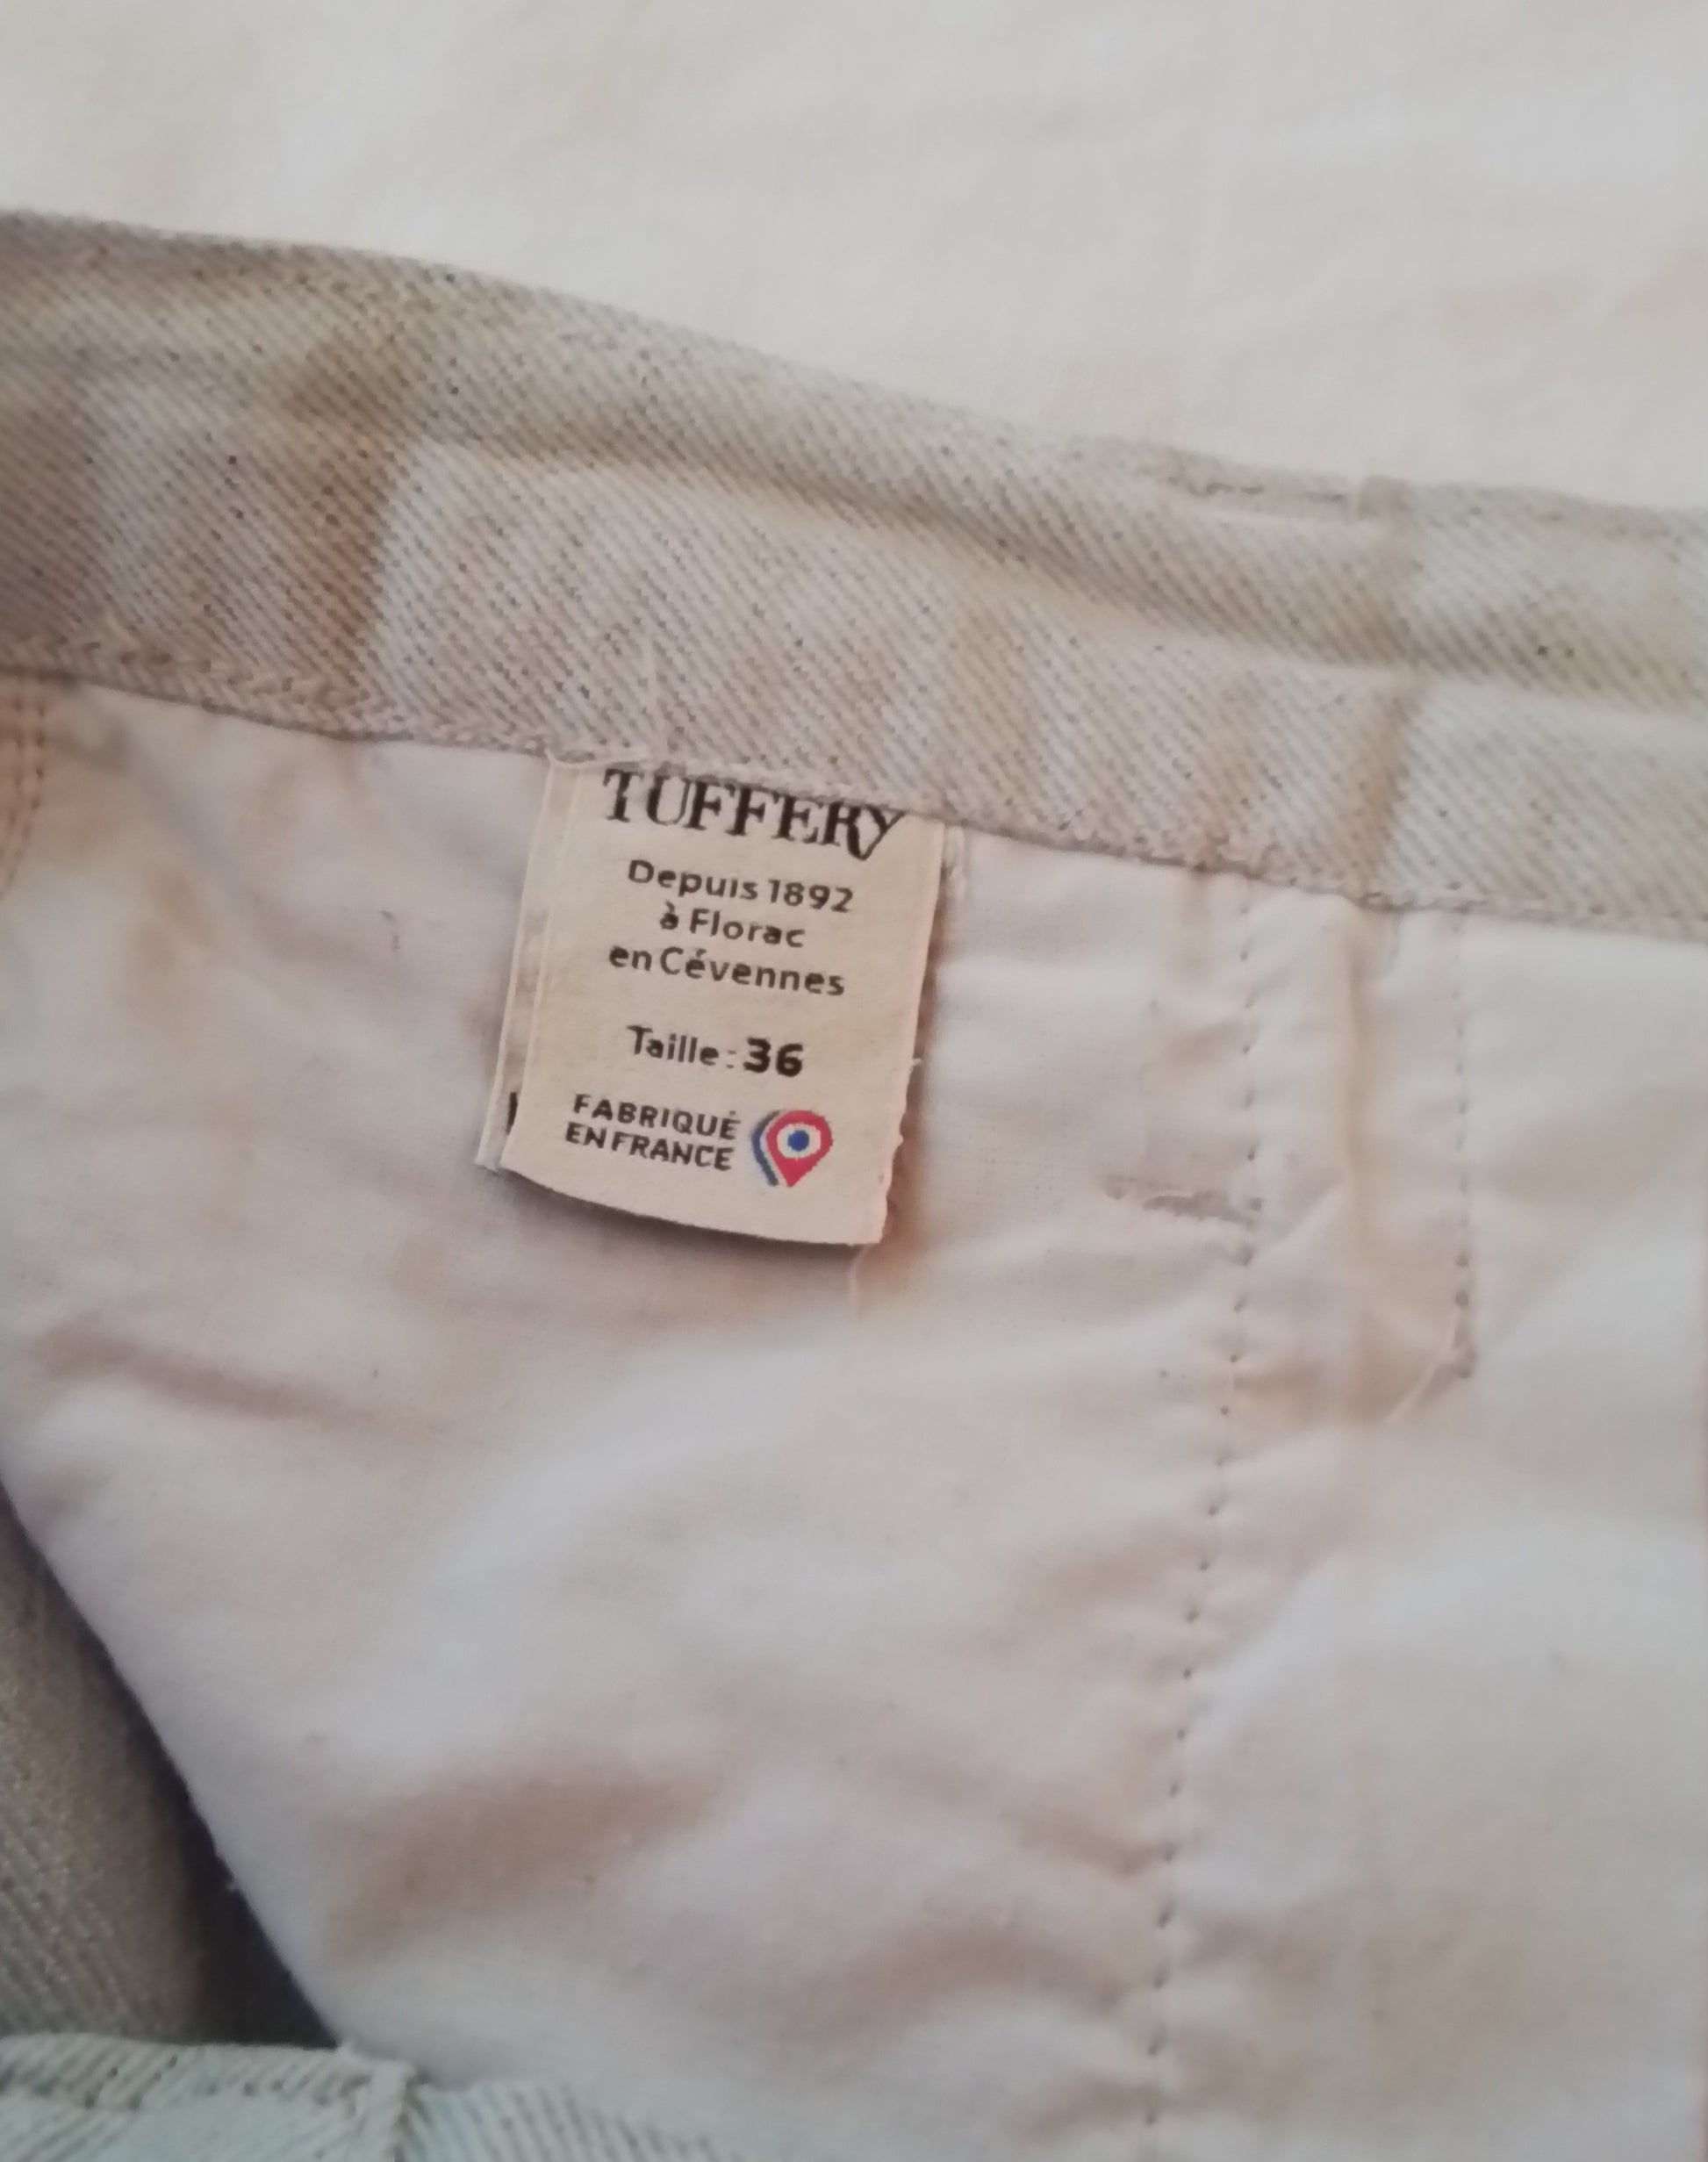 TUFFERY
Depuis 1892
à Florac
en Cévennes
Taille : 36
FABRIQUÉ
EN FRANCE